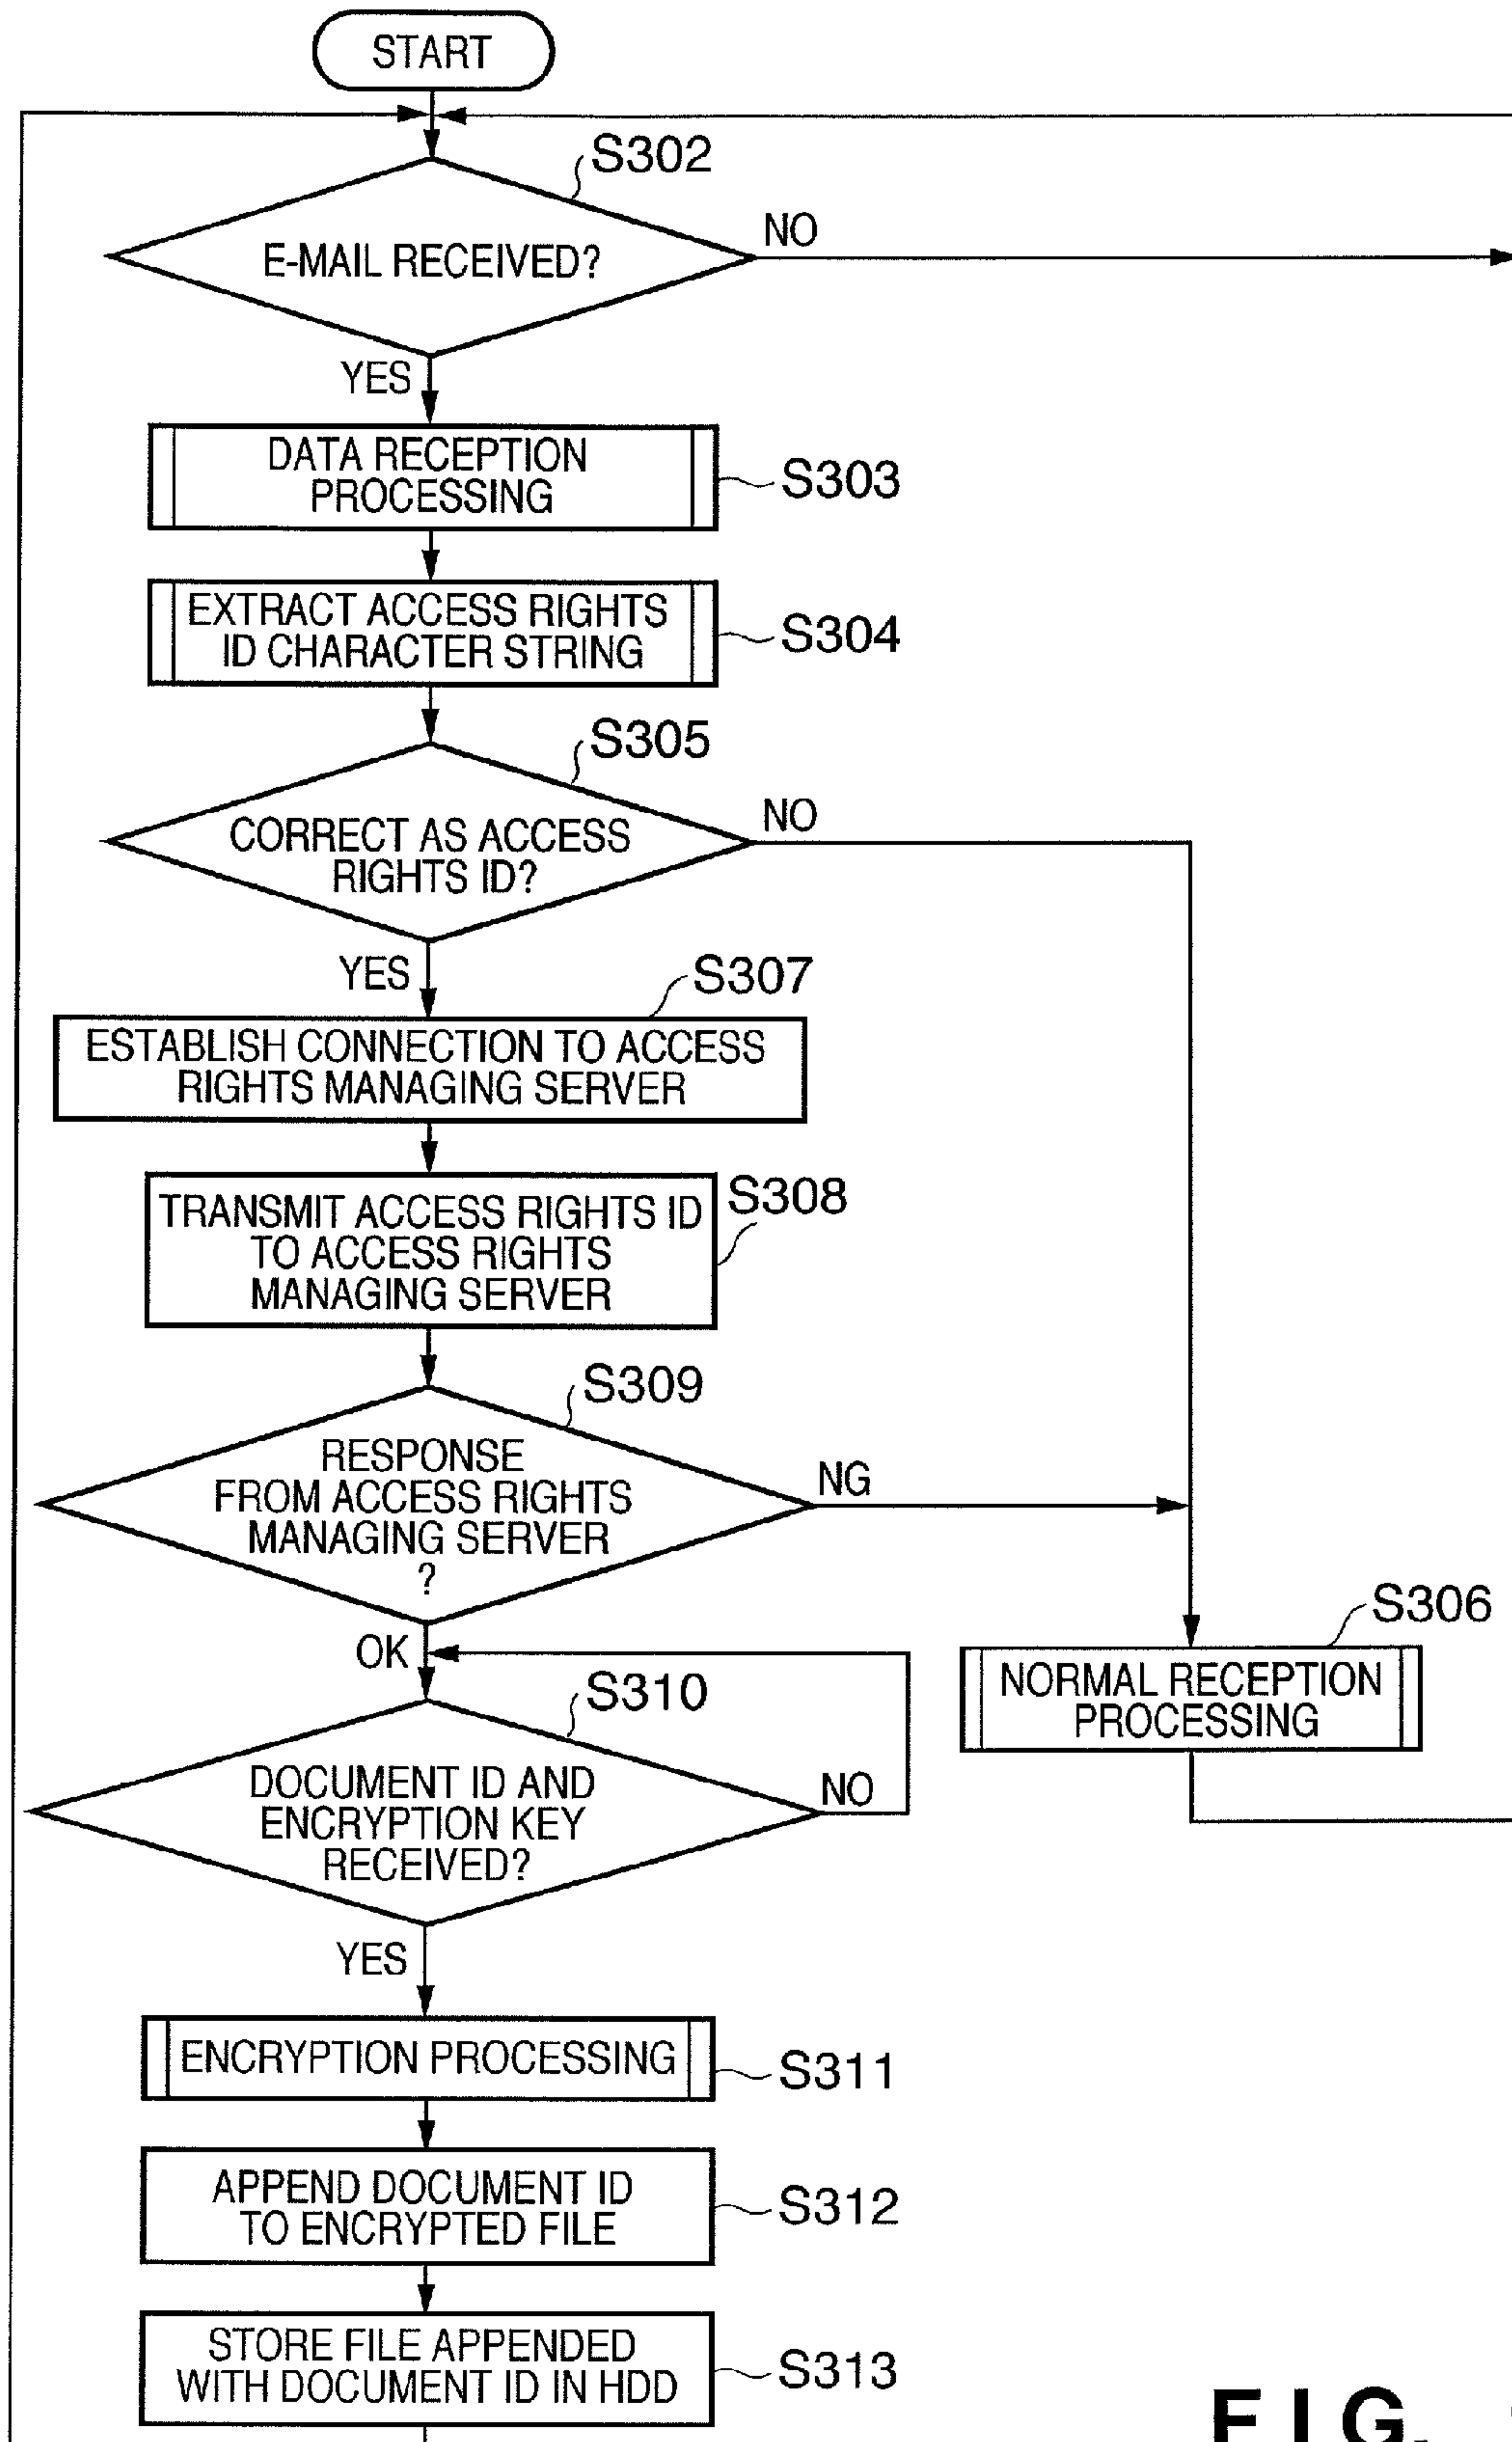 START
S302
E-MAIL RECEIVED?
NO
YES
DATA RECEPTION
PROCESSING
S303
EXTRACT ACCESS RIGHTS
ID CHARACTER STRING
S304
S305
CORRECT AS ACCESS
RIGHTS ID?
NO
YES
S307
ESTABLISH CONNECTION TO ACCESS
RIGHTS MANAGING SERVER
TRANSMIT ACCESS RIGHTS ID
TO ACCESS RIGHTS
MANAGING SERVER
S308
S309
RESPONSE
FROM ACCESS RIGHTS
MANAGING SERVER
?
NG
OK
S306
NORMAL RECEPTION
PROCESSING
S310
DOCUMENT ID AND
ENCRYPTION KEY
RECEIVED?
NO
YES
ENCRYPTION PROCESSING
S311
APPEND DOCUMENT ID
TO ENCRYPTED FILE
S312
STORE FILE APPENDED
WITH DOCUMENT ID IN HDD
S313
FIG.